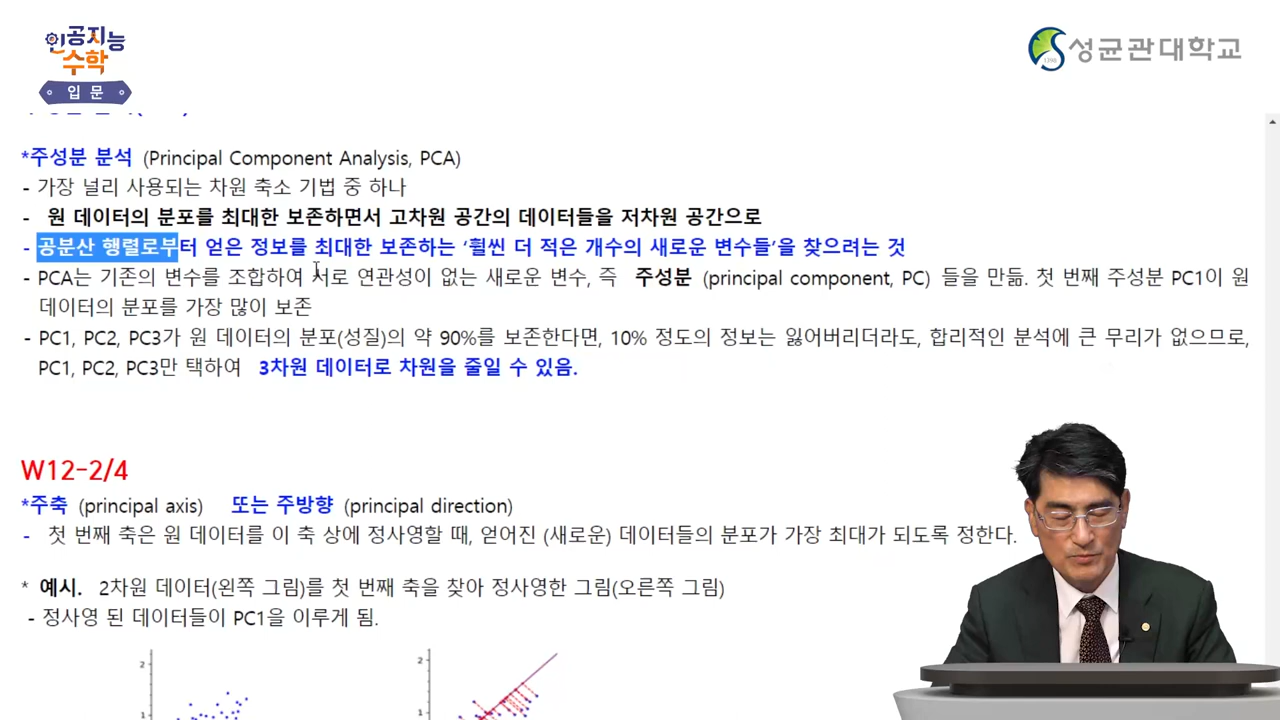 인공지능
수학
입 문
성균관대학교
1398
*주성분 분석 (Principal Component Analysis, PCA)
- 가장 널리 사용되는 차원 축소 기법 중 하나
- 원 데이터의 분포를 최대한 보존하면서 고차원 공간의 데이터들을 저차원 공간으로
- 공분산 행렬로부터 얻은 정보를 최대한 보존하는 ‘훨씬 더 적은 개수의 새로운 변수들’을 찾으려는 것
- PCA는 기존의 변수를 조합하여 서로 연관성이 없는 새로운 변수, 즉 주성분 (principal component, PC) 들을 만듦. 첫 번째 주성분 PC1이 원
데이터의 분포를 가장 많이 보존
- PC1, PC2, PC3가 원 데이터의 분포(성질)의 약 90%를 보존한다면, 10% 정도의 정보는 잃어버리더라도, 합리적인 분석에 큰 무리가 없으므로,
PC1, PC2, PC3만 택하여 3차원 데이터로 차원을 줄일 수 있음.
W12-2/4
*주축 (principal axis) 또는 주방향 (principal direction)
- 첫 번째 축은 원 데이터를 이 축 상에 정사영할 때, 얻어진 (새로운) 데이터들의 분포가 가장 최대가 되도록 정한다.
* 예시. 2차원 데이터(왼쪽 그림)를 첫 번째 축을 찾아 정사영한 그림(오른쪽 그림)
- 정사영 된 데이터들이 PC1을 이루게 됨.
2
1
2
1